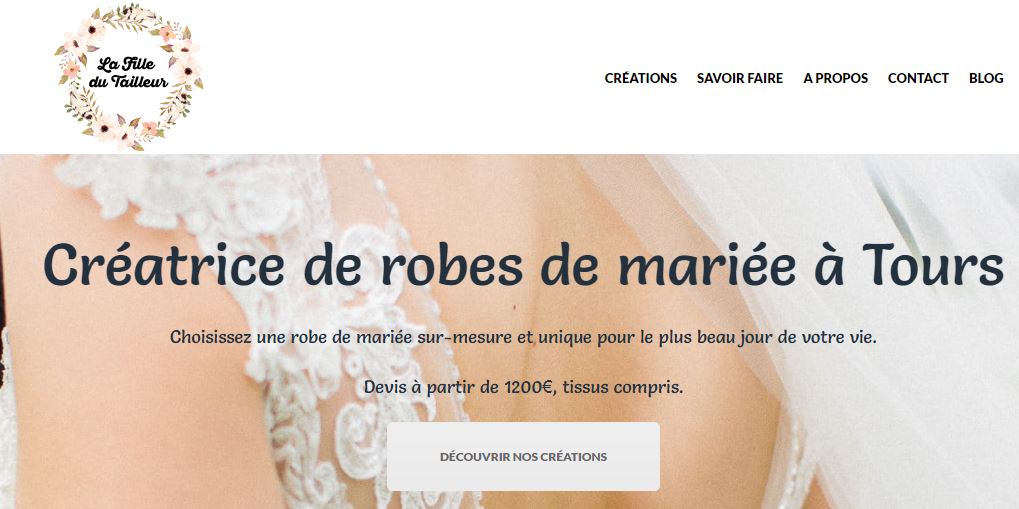 La Fille
du Tailleur
CRÉATIONS SAVOIR FAIRE A PROPOS CONTACT BLOG
Créatrice de robes de mariée à Tours
Choisissez une robe de mariée sur-mesure et unique pour le plus beau jour de votre vie.
Devis à partir de 1200€, tissus compris.
DÉCOUVRIR NOS CRÉATIONS